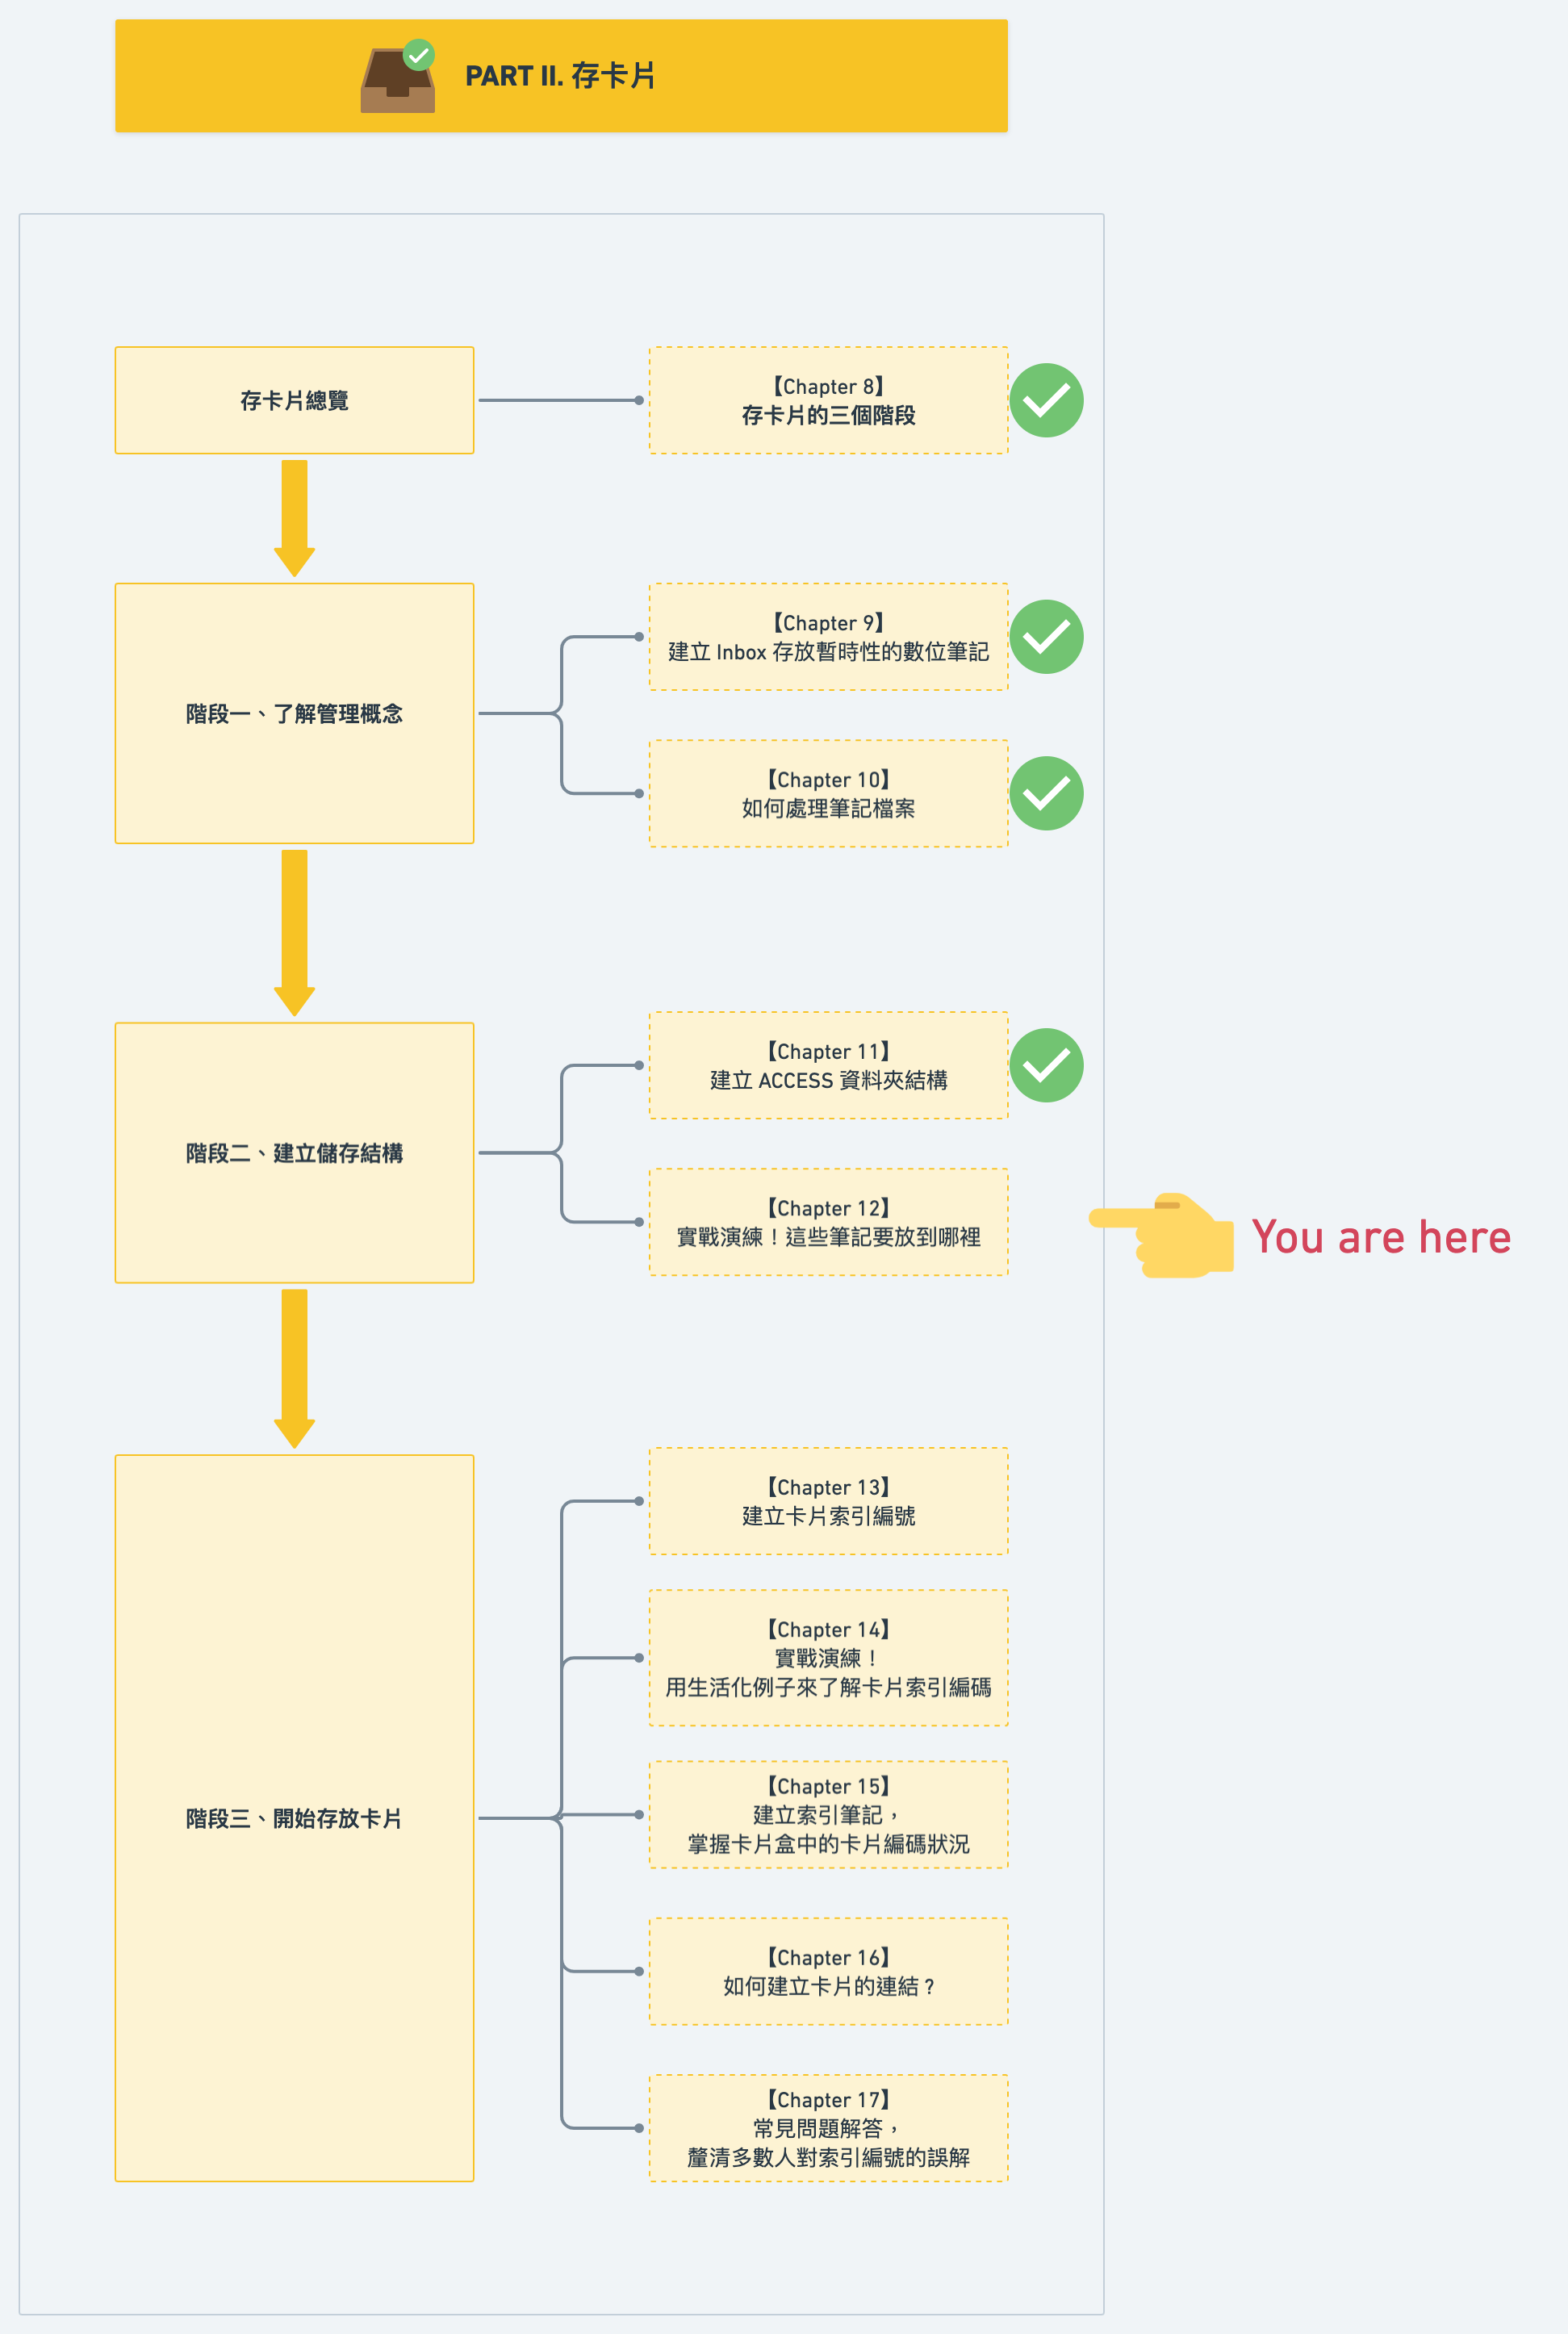 PART II. 存卡片
存卡片總覽
【Chapter 8】
存卡片的三個階段
階段一、了解管理概念
【Chapter 9】
建立 Inbox 存放暫時性的數位筆記
【Chapter 10】
如何處理筆記檔案
階段二、建立儲存結構
【Chapter 11】
建立 ACCESS 資料夾結構
【Chapter 12】
實戰演練！這些筆記要放到哪裡
You are here
階段三、開始存放卡片
【Chapter 13】
建立卡片索引編號
【Chapter 14】
實戰演練！
用生活化例子來了解卡片索引編碼
【Chapter 15】
建立索引筆記，
掌握卡片盒中的卡片編碼狀況
【Chapter 16】
如何建立卡片的連結？
【Chapter 17】
常見問題解答，
釐清多數人對索引編號的誤解